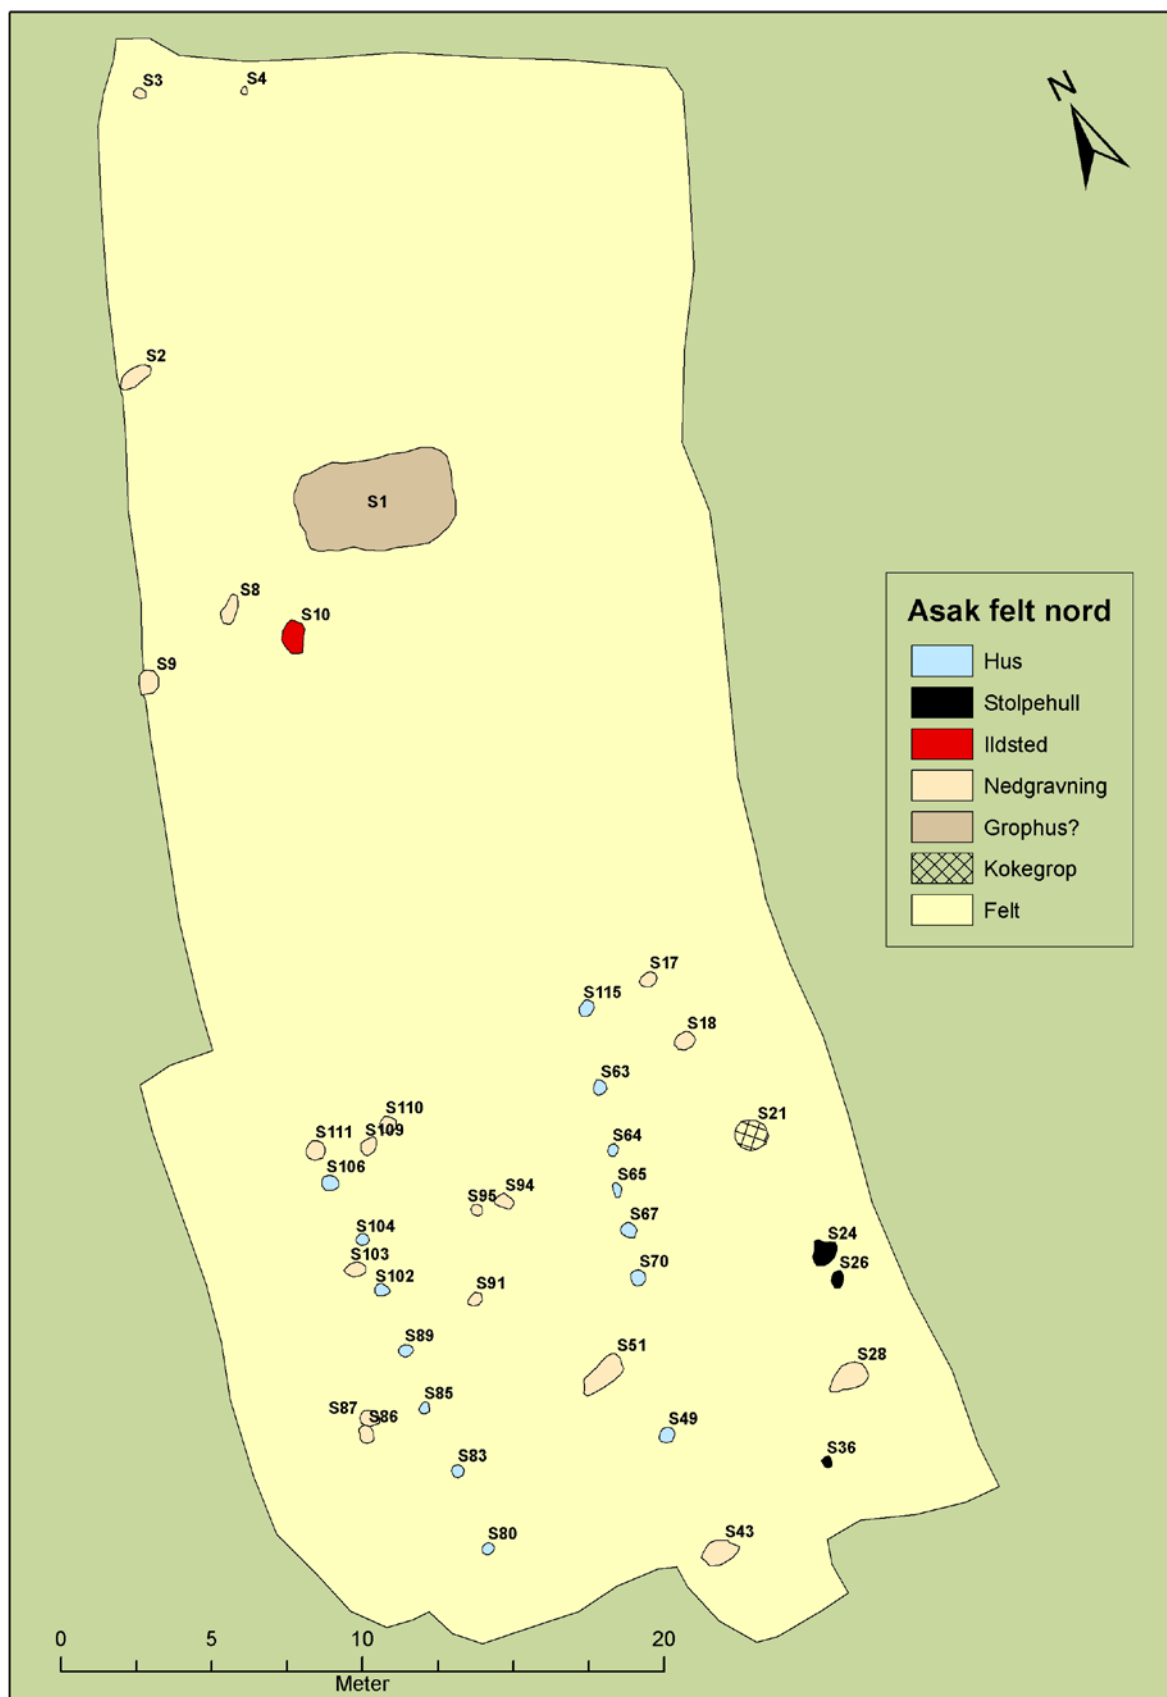 S3
S4
N
S2
S1
S8
S10
S9
Asak felt nord
Hus
Stolpehull
Ildsted
Nedgravning
Grophus?
Kokegrop
Felt
S17
S115
S18
S63
S110
S21
S111
S109
S64
S106
S65
S94
S95
S67
S104
S24
S103
S70
S26
S102
S91
S89
S51
S28
S85
S87
S86
S49
S83
S36
S80
S43
0 5 10 20
Meter